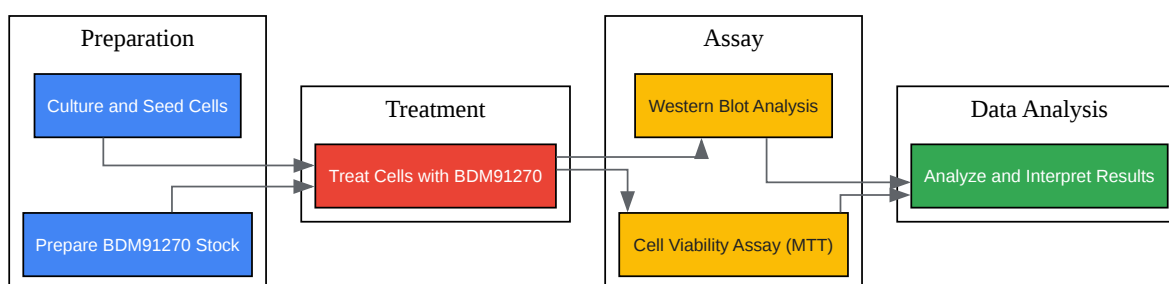 Preparation
Culture and Seed Cells
Prepare BDM91270 Stock
Treatment
Treat Cells with BDM91270
Assay
Western Blot Analysis
Cell Viability Assay (MTT)
Data Analysis
Analyze and Interpret Results